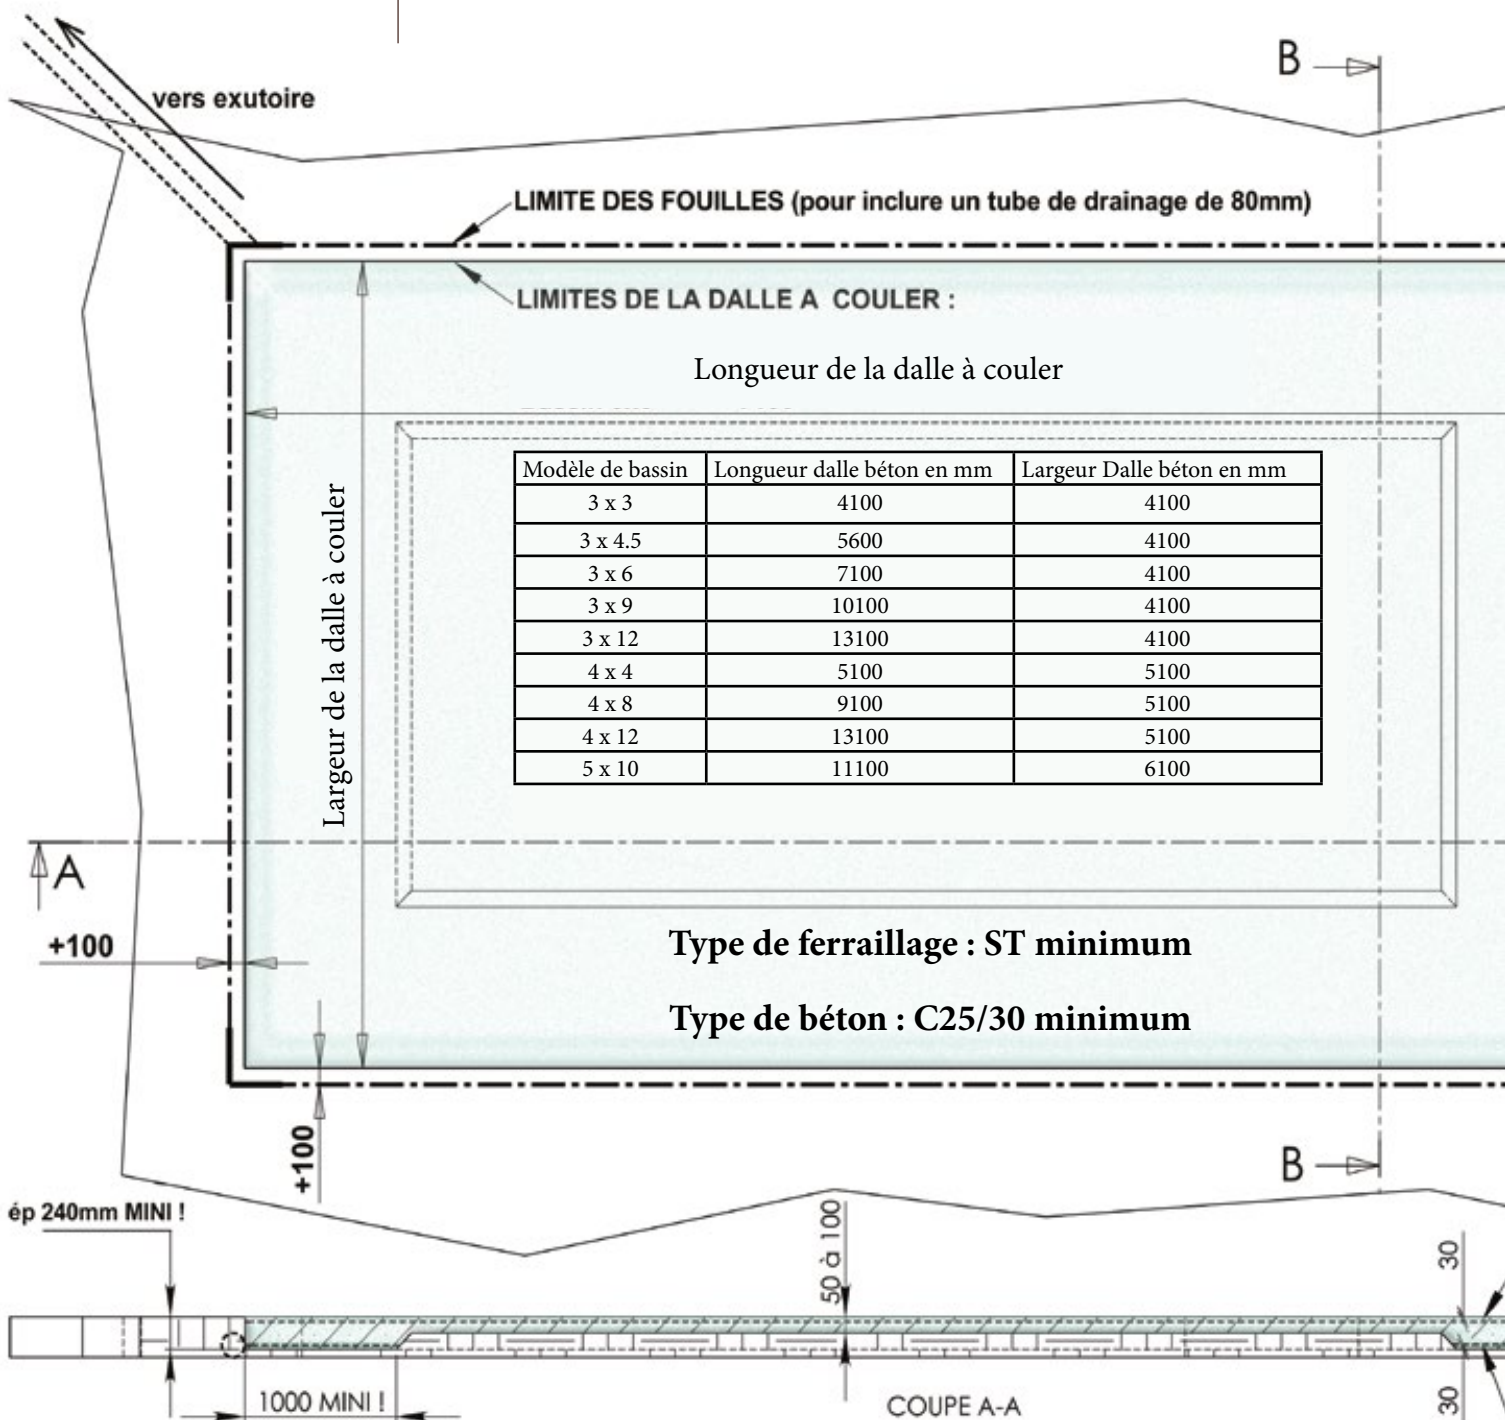 B
vers exutoire
LIMITE DES FOUILLES (pour inclure un tube de drainage de 80mm)
LIMITES DE LA DALLE A COULER :
Longueur de la dalle à couler
Largeur de la dalle à couler
Modèle de bassin Longueur dalle béton en mm Largeur Dalle béton en mm
3 x 3 4100 4100
3 x 4.5 5600 4100
3 x 6 7100 4100
3 x 9 10100 4100
3 x 12 13100 4100
4 x 4 5100 5100
4 x 8 9100 5100
4 x 12 13100 5100
5 x 10 11100 6100
A
+100
Type de ferraillage : ST minimum
Type de béton : C25/30 minimum
+100
B
ép 240mm MINI !
50 à 100
30
1000 MINI !
COUPE A-A
30